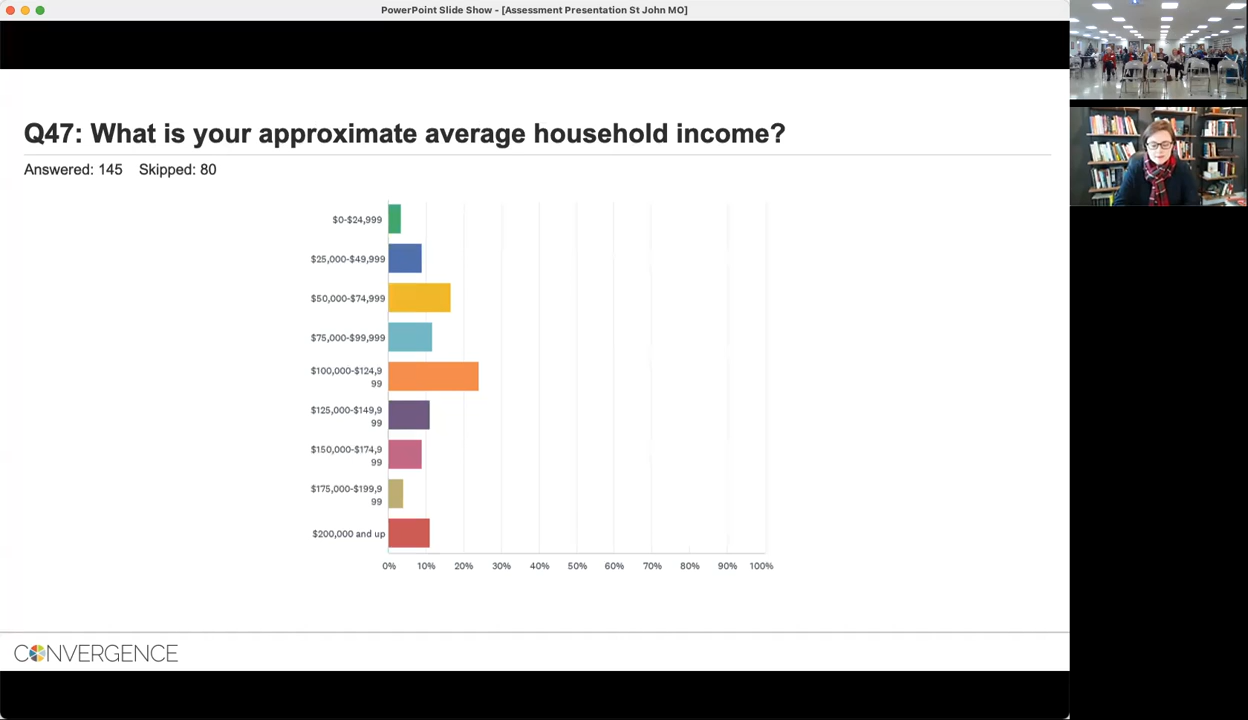 PowerPoint Slide Show - [Assessment Presentation St John MO]
Q47: What is your approximate average household income?
Answered: 145 Skipped: 80
$0-$24,999
$25,000-$49,999
$50,000-$74,999
$75,000-$99,999
$100,000-$124,9
99
$125,000-$149,9
99
$150,000-$174,9
99
$175,000-$199,9
99
$200,000 and up
0% 10% 20% 30% 40% 50% 60% 70% 80% 90% 100%
CONVERGENCE